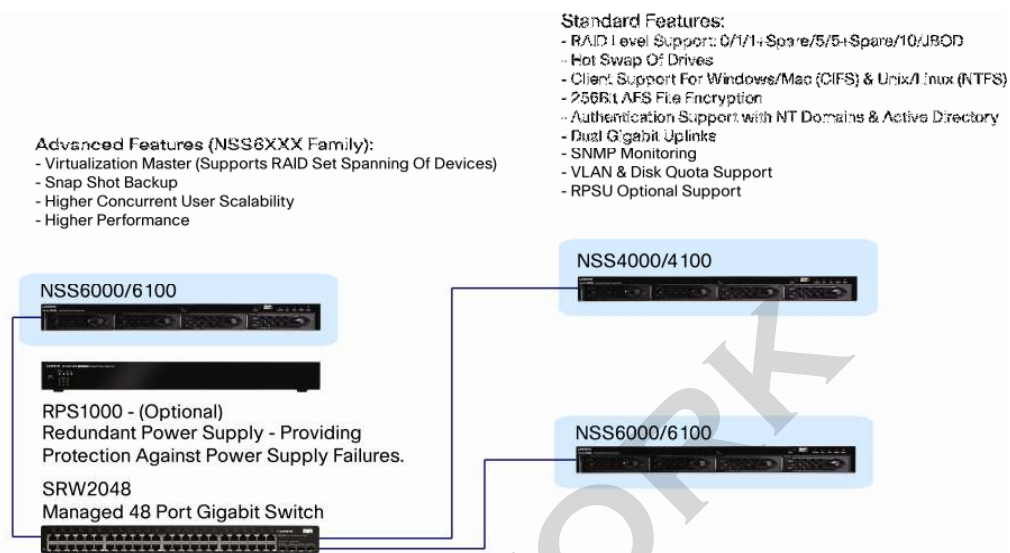 Standard Features:
- RAID Level Support: 0/1/1+Spare/5/5+Spare/10/JBOD
- Hot Swap Of Drives
- Client Support For Windows/Mac (CIFS) & Unix/Linux (NTFS)
- 256Bit AES File Encryption
- Authentication Support with NT Domains & Active Directory
- Dual Gigabit Uplinks
- SNMP Monitoring
- VLAN & Disk Quota Support
- RPSU Optional Support
Advanced Features (NSS6XXX Family):
- Virtualization Master (Supports RAID Set Spanning Of Devices)
- Snap Shot Backup
- Higher Concurrent User Scalability
- Higher Performance
NSS4000/4100
NSS6000/6100
RPS1000 - (Optional)
Redundant Power Supply - Providing
Protection Against Power Supply Failures.
NSS6000/6100
SRW2048
Managed 48 Port Gigabit Switch
ORK